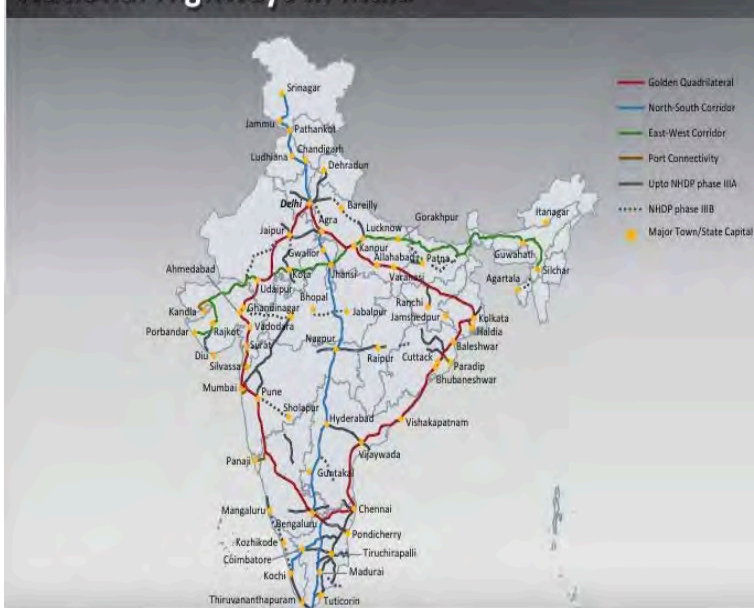 Golden Quadrilateral
North-South Corridor
East-West Corridor
Port Connectivity
Upto NHDP phase IIIA
NHDP phase IIIB
Major Town/State Capital
Srinagar
Jammu
Pathankot
Chandigarh
Ludhiana
Dehradun
Delhi
Bareilly
Agra
Jaipur
Lucknow
Gorakhpur
Itanagar
Gwalior
Kanpur
Allahabad
Patna
Guwahati
Ahmedabad
Kota
Jhansi
Varanasi
Silchar
Udaipur
Agartala
Bhopal
Ranchi
Kandla
Ghandinagar
Jabalpur
Jamshedpur
Kolkata
Porbandar
Rajkot
Vadodara
Haldia
Nagpur
Baleshwar
Diu
Surat
Raipur
Cuttack
Silvassa
Paradip
Bhubaneshwar
Mumbai
Pune
Sholapur
Hyderabad
Vishakapatnam
Vijaywada
Panaji
Guntakal
Mangaluru
Bengaluru
Chennai
Pondicherry
Kozhikode
Coimbatore
Tiruchirapalli
Kochi
Madurai
Thiruvananthapuram
Tuticorin